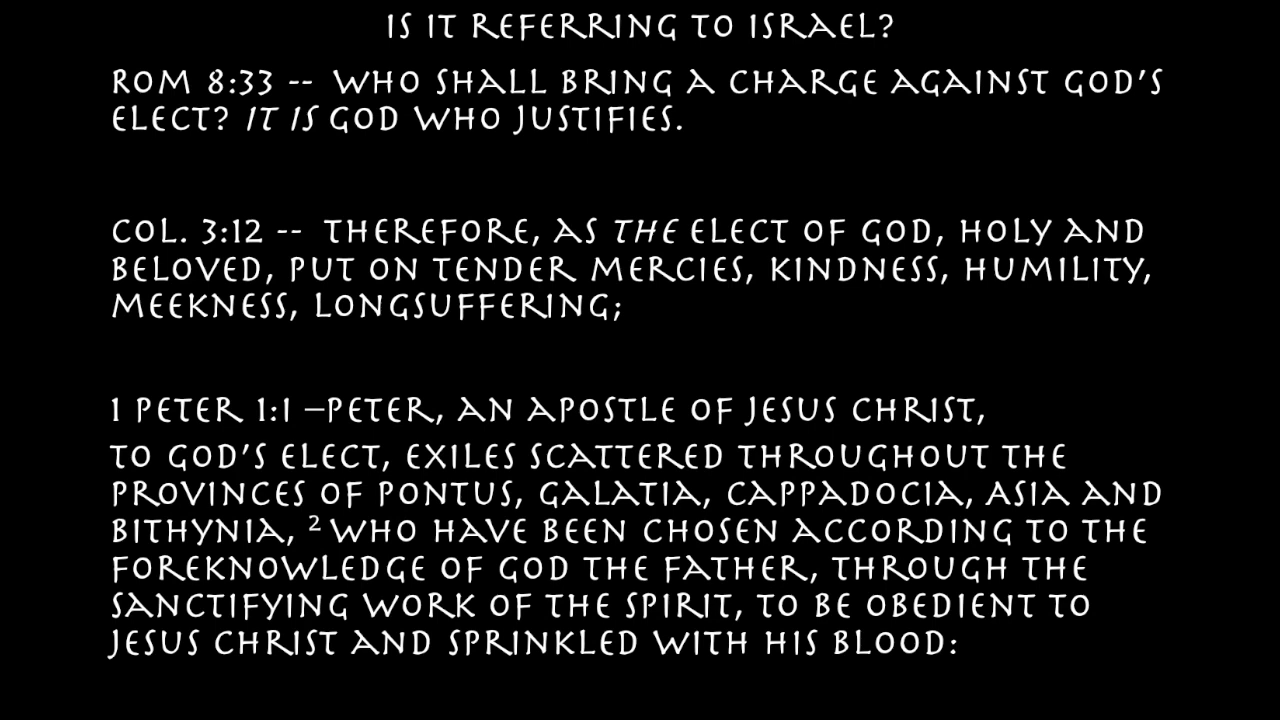 IS IT REFERRING TO ISRAEL?
ROM 8:33 -- WHO SHALL BRING A CHARGE AGAINST GOD'S
ELECT? IT IS GOD WHO JUSTIFIES.
COL. 3:12 -- THEREFORE, AS THE ELECT OF GOD, HOLY AND
BELOVED, PUT ON TENDER MERCIES, KINDNESS, HUMILITY,
MEEKNESS, LONGSUFFERING;
1 PETER 1:1 –PETER, AN APOSTLE OF JESUS CHRIST,
TO GOD'S ELECT, EXILES SCATTERED THROUGHOUT THE
PROVINCES OF PONTUS, GALATIA, CAPPADOCIA, ASIA AND
BITHYNIA, ² WHO HAVE BEEN CHOSEN ACCORDING TO THE
FOREKNOWLEDGE OF GOD THE FATHER, THROUGH THE
SANCTIFYING WORK OF THE SPIRIT, TO BE OBEDIENT TO
JESUS CHRIST AND SPRINKLED WITH HIS BLOOD: